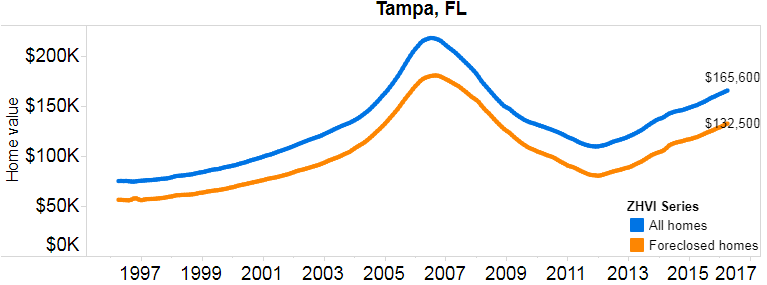 Tampa, FL
$200K
$150K
$100K
$50K
$0K
Home value
$165,600
$132,500
ZHVI Series
All homes
Foreclosed homes
1997 1999 2001 2003 2005 2007 2009 2011 2013 2015 2017